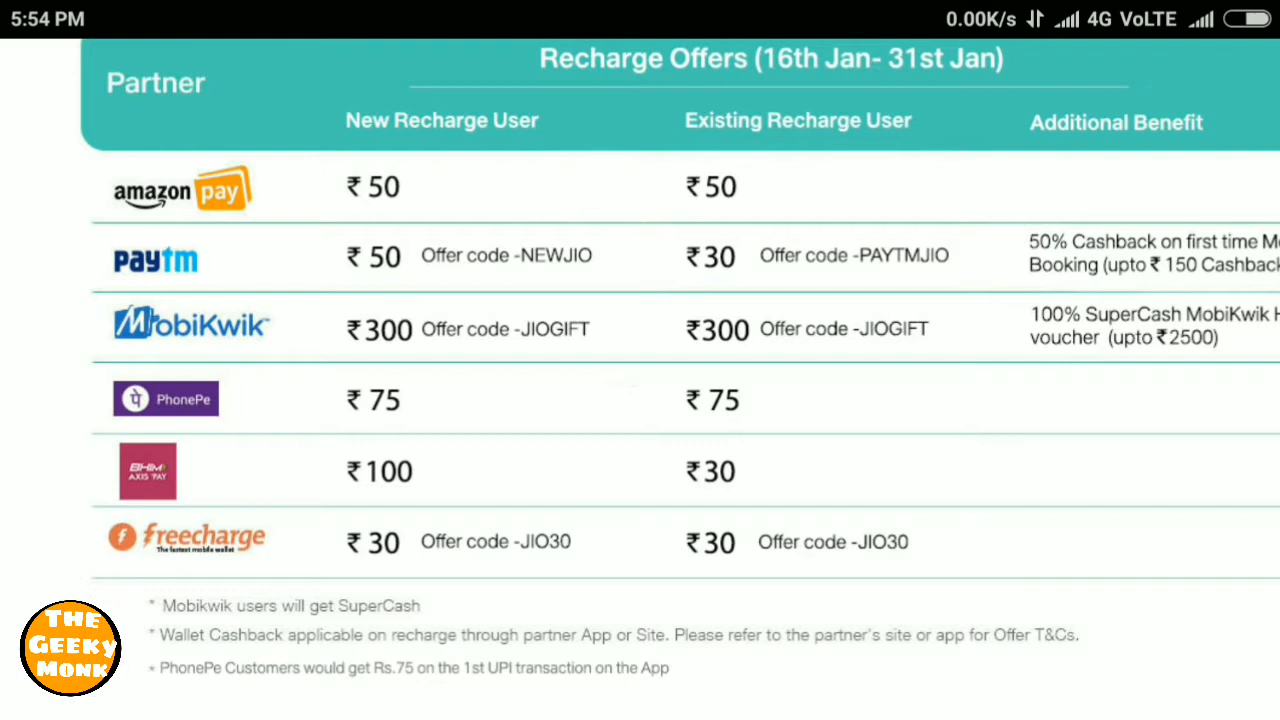 5:54 PM 0.00K/s 4G VoLTE
Recharge Offers (16th Jan- 31st Jan)
Partner
New Recharge User Existing Recharge User Additional Benefit
amazon pay ₹ 50 ₹ 50
50% Cashback on first time
paytm ₹ 50 Offer code -NEWJIO ₹ 30 Offer code -PAYTMJIO
Booking (upto ₹ 150 Cashback
100% SuperCash MobiKwik
MobiKwik ₹ 300 Offer code -JIOGIFT ₹ 300 Offer code -JIOGIFT
voucher (upto ₹ 2500)
पे PhonePe ₹ 75 ₹ 75
BHIM
AXIS PAY ₹ 100 ₹ 30
f freecharge ₹ 30 Offer code -JIO30 ₹ 30 Offer code -JIO30
The fastest mobile wallet
* Mobikwik users will get SuperCash
* Wallet Cashback applicable on recharge through partner App or Site. Please refer to the partner's site or app for Offer T&Cs.
* PhonePe Customers would get Rs.75 on the 1st UPI transaction on the App
THE
GEEKY
MONK